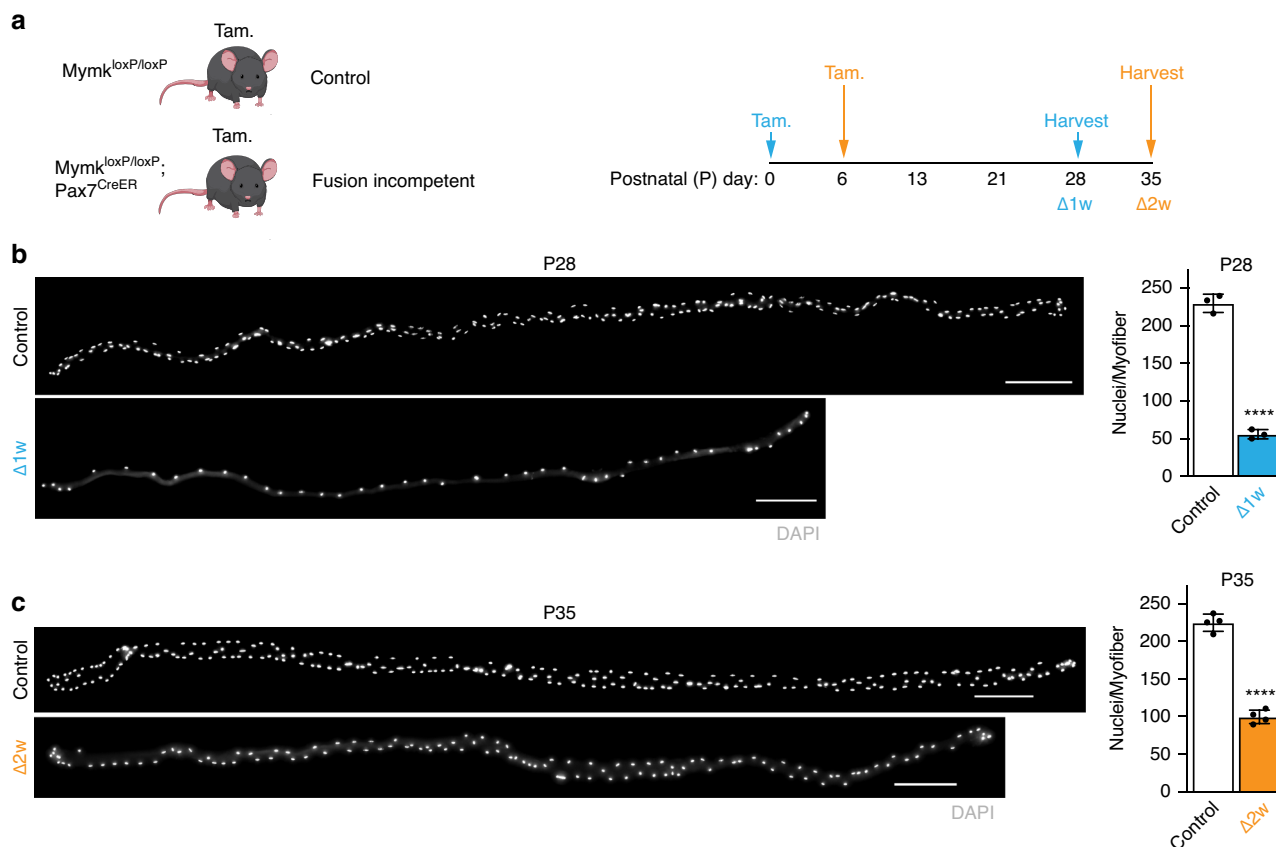 a
Tam.
Mymk^loxP/loxP
Control
Tam.
Mymk^loxP/loxP;
Pax7^CreER
Fusion incompetent
Tam.
Harvest
Tam.
Harvest
Postnatal (P) day: 0 6 13 21 28 35
Δ1w Δ2w
b
P28
Control
Δ1w
DAPI
P28
Nuclei/Myofiber
250
200
150
100
50
0
****
Control
Δ1w
c
P35
Control
Δ2w
DAPI
P35
Nuclei/Myofiber
250
200
150
100
50
0
****
Control
Δ2w